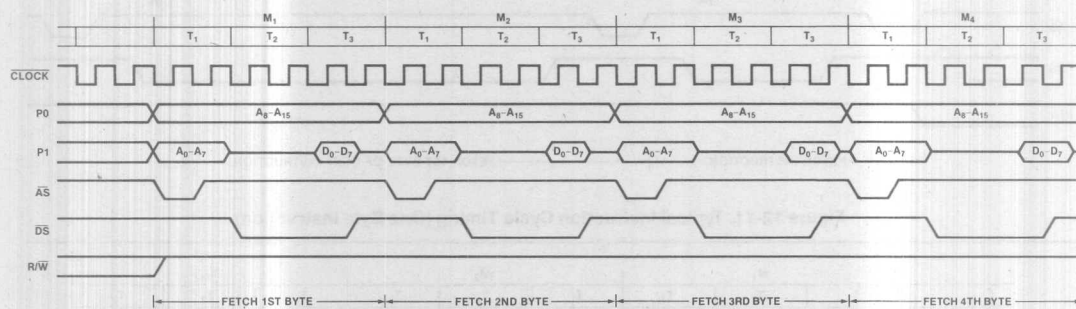 M1 M2 M3 M4
T1 T2 T3 T1 T2 T3 T1 T2 T3 T1 T2 T3
CLOCK
P0 A8-A15 A8-A15 A8-A15 A8-A15
P1 A0-A7 D0-D7 A0-A7 D0-D7 A0-A7 D0-D7 A0-A7 D0-D7
AS
DS
R/W
FETCH 1ST BYTE FETCH 2ND BYTE FETCH 3RD BYTE FETCH 4TH BYTE